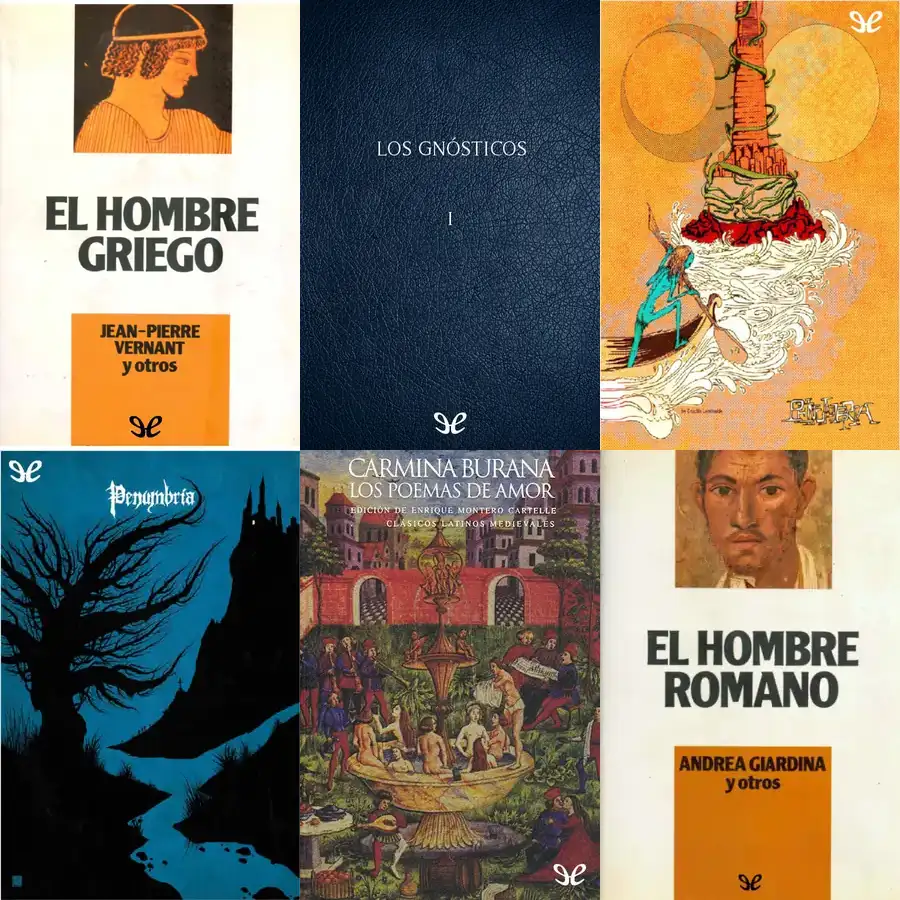 EL HOMBRE
GRIEGO
JEAN-PIERRE
VERNANT
y otros
LOS GNÓSTICOS
I
Penumbria
CARMINA BURANA
LOS POEMAS DE AMOR
EDICIÓN DE ENRIQUE MONTERO CARTELLE
CLÁSICOS LATINOS MEDIEVALES
EL HOMBRE
ROMANO
ANDREA GIARDINA
y otros